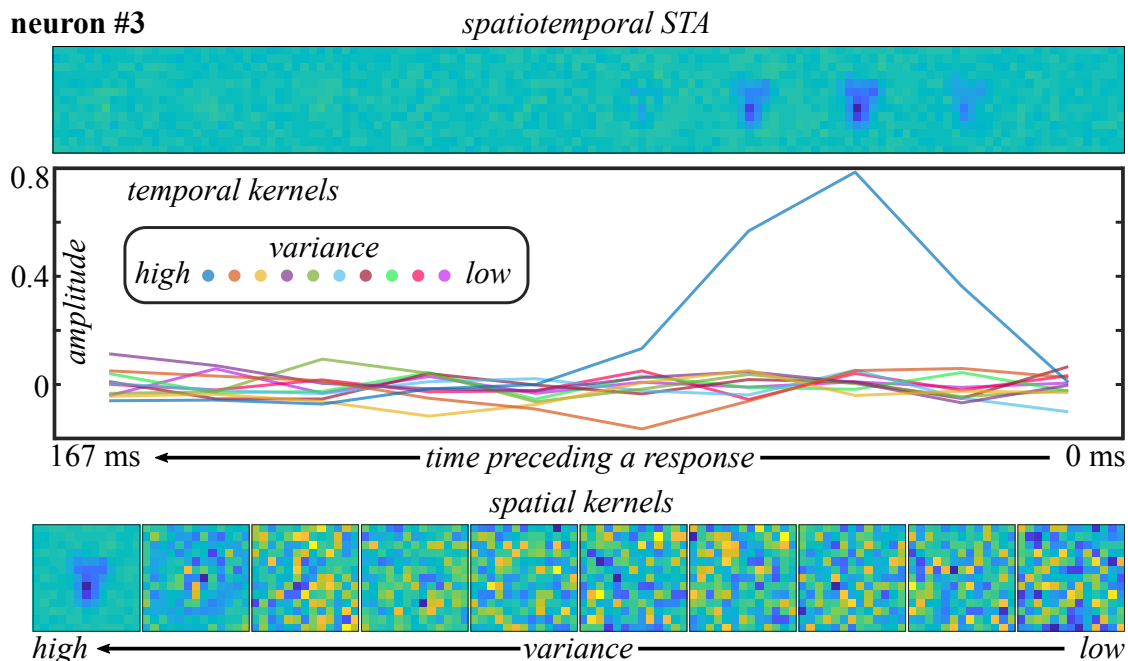 neuron #3
spatiotemporal STA
0.8
temporal kernels
variance
high
low
0.4
amplitude
0
167 ms
time preceding a response
0 ms
spatial kernels
high
variance
low